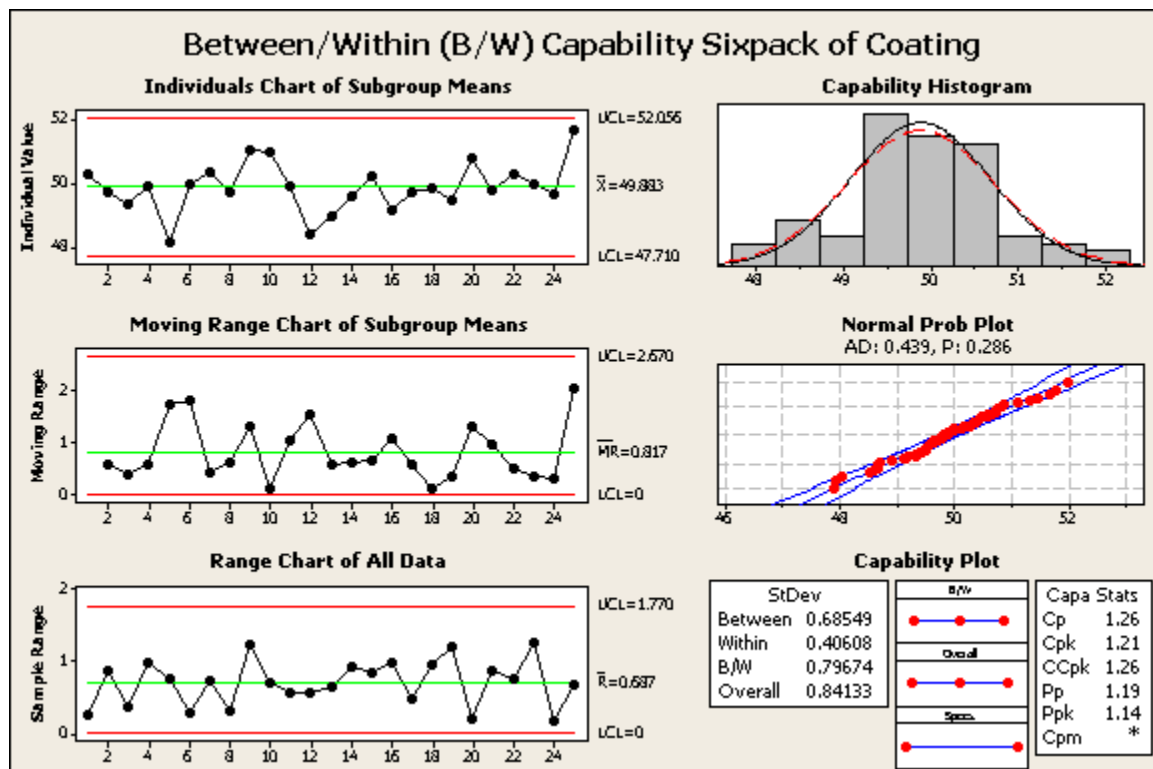 Between/Within (B/W) Capability Sixpack of Coating
Individuals Chart of Subgroup Means
Individual Value
52
50
48
2 4 6 8 10 12 14 16 18 20 22 24
UCL=52.056
X=49.883
LCL=47.710
Moving Range Chart of Subgroup Means
Moving Range
2
1
0
2 4 6 8 10 12 14 16 18 20 22 24
UCL=2.670
MR=0.817
LCL=0
Range Chart of All Data
Sample Range
2
1
0
2 4 6 8 10 12 14 16 18 20 22 24
UCL=1.770
R=0.687
LCL=0
Capability Histogram
48 49 50 51 52
Normal Prob Plot
AD: 0.439, P: 0.286
46 48 50 52
Capability Plot
StDev
Between 0.68549
Within 0.40608
B/W 0.79674
Overall 0.84133
B/W
Overall
Specs
Capa Stats
Cp 1.26
Cpk 1.21
CCpk 1.26
Pp 1.19
Ppk 1.14
Cpm *